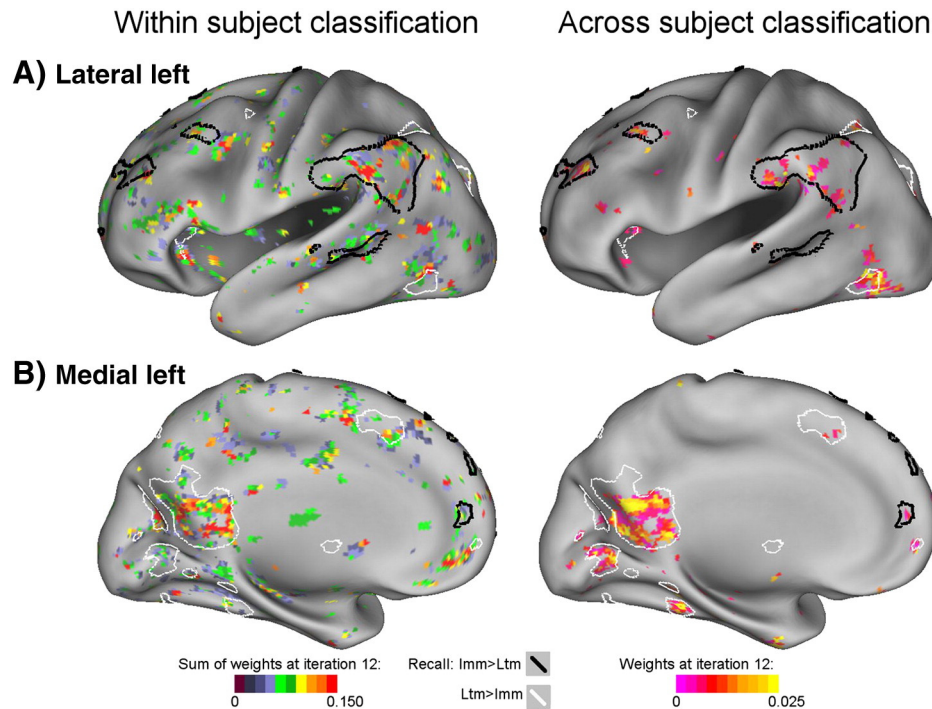 Within subject classification
Across subject classification
A) Lateral left
B) Medial left
Sum of weights at iteration 12:
0
0.150
Recall: Imm>Ltm
Ltm>Imm
Weights at iteration 12:
0
0.025